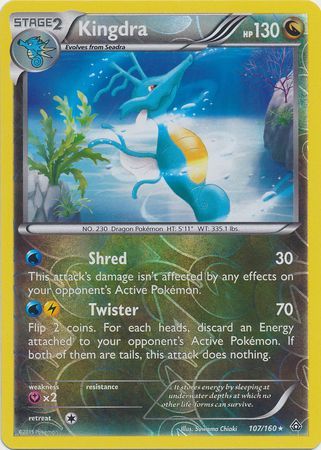 STAGE2
Kingdra
HP130
Evolves from Seadra
NO. 230 Dragon Pokémon HT: 5'11" WT: 335.1 lbs.
Shred 30
This attack's damage isn't affected by any effects on
your opponent's Active Pokémon.
Twister 70
Flip 2 coins. For each heads, discard an Energy
attached to your opponent's Active Pokémon. If
both of them are tails, this attack does nothing.
weakness resistance
×2
retreat
It stores energy by sleeping at
underwater depths at which no
other life forms can survive.
Illus. Suwama Chiaki
107/160 ★
©2015 Pokémon